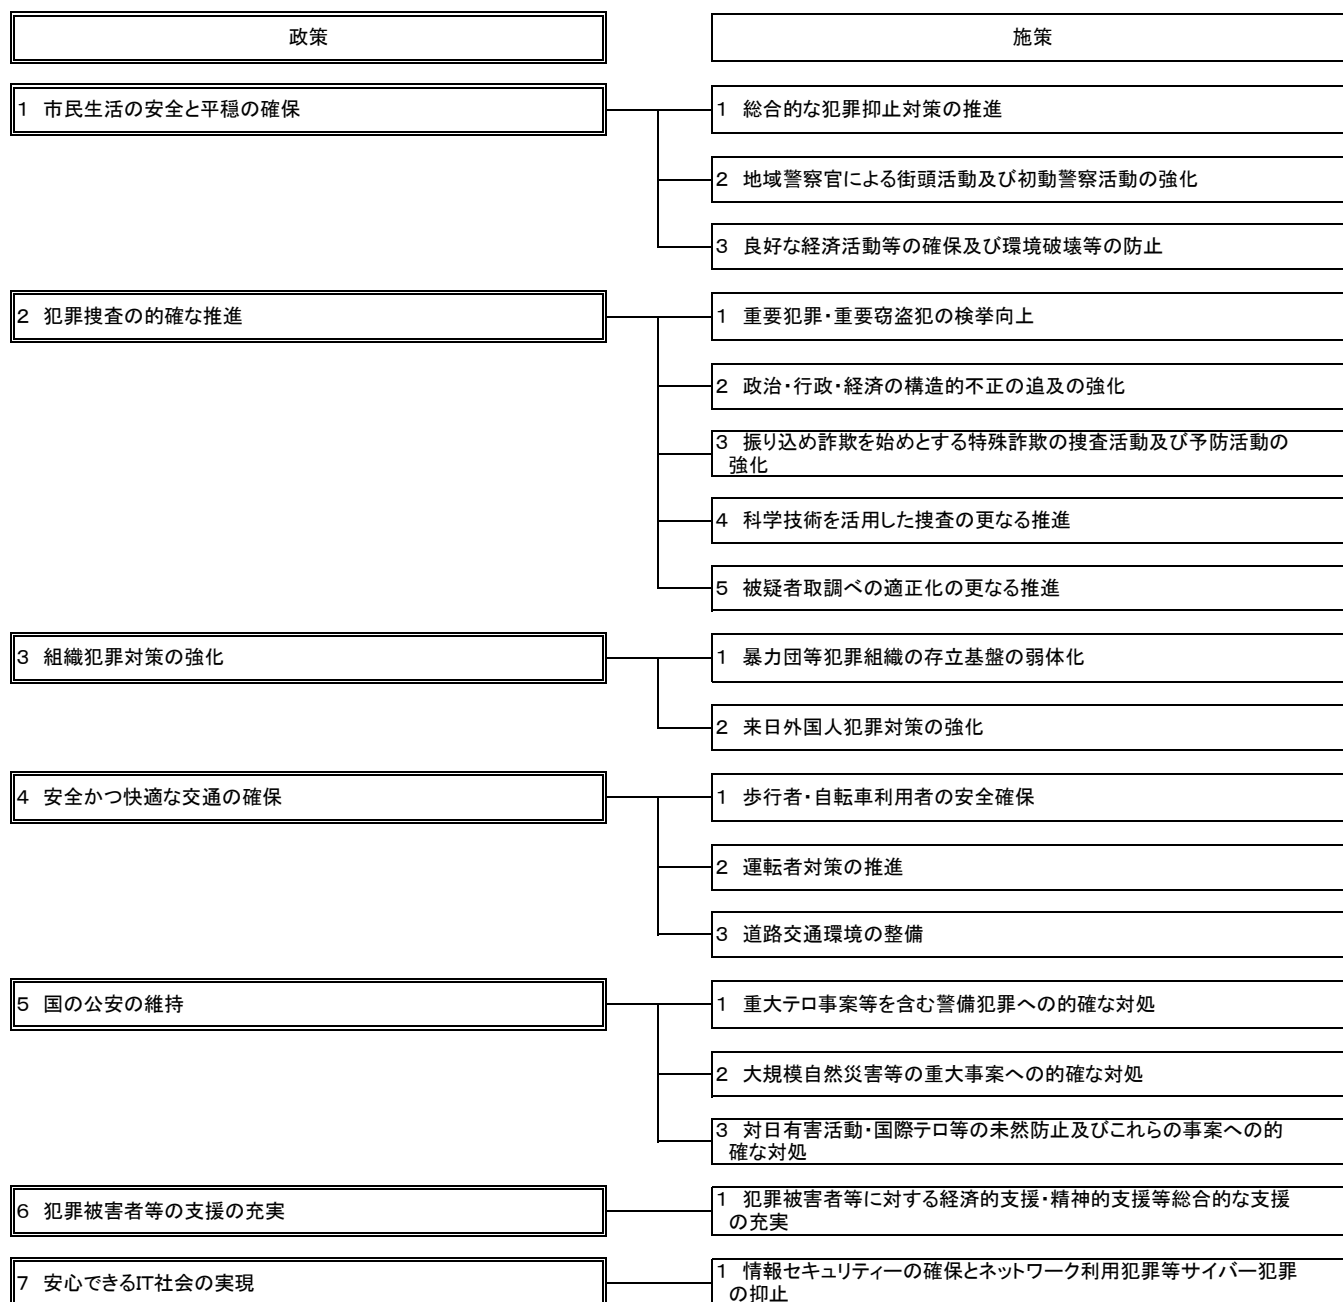 政策
施策
1 市民生活の安全と平穏の確保
1 総合的な犯罪抑止対策の推進
2 地域警察官による街頭活動及び初動警察活動の強化
3 良好な経済活動等の確保及び環境破壊等の防止
2 犯罪捜査の的確な推進
1 重要犯罪・重要窃盗犯の検挙向上
2 政治・行政・経済の構造的不正の追及の強化
3 振り込め詐欺を始めとする特殊詐欺の捜査活動及び予防活動の
強化
4 科学技術を活用した捜査の更なる推進
5 被疑者取調べの適正化の更なる推進
3 組織犯罪対策の強化
1 暴力団等犯罪組織の存立基盤の弱体化
2 来日外国人犯罪対策の強化
4 安全かつ快適な交通の確保
1 歩行者・自転車利用者の安全確保
2 運転者対策の推進
3 道路交通環境の整備
5 国の公安の維持
1 重大テロ事案等を含む警備犯罪への的確な対処
2 大規模自然災害等の重大事案への的確な対処
3 対日有害活動・国際テロ等の未然防止及びこれらの事案への的
確な対処
6 犯罪被害者等の支援の充実
1 犯罪被害者等に対する経済的支援・精神的支援等総合的な支援
の充実
7 安心できるIT社会の実現
1 情報セキュリティーの確保とネットワーク利用犯罪等サイバー犯罪
の抑止